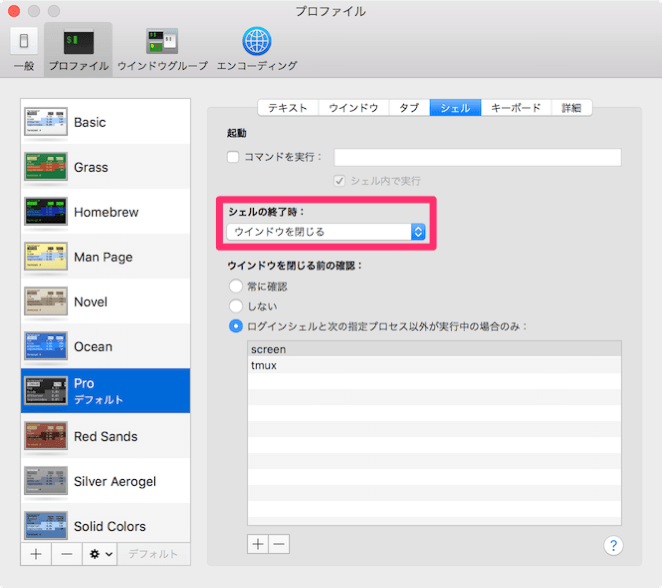 プロファイル
一般
プロファイル
ウインドウグループ
エンコーディング
Basic
Grass
Homebrew
Man Page
Novel
Ocean
Pro
デフォルト
Red Sands
Silver Aerogel
Solid Colors
デフォルト
テキスト
ウインドウ
タブ
シェル
キーボード
詳細
起動
コマンドを実行：
シェル内で実行
シェルの終了時：
ウインドウを閉じる
ウインドウを閉じる前の確認：
常に確認
しない
ログインシェルと次の指定プロセス以外が実行中の場合のみ：
screen
tmux
?